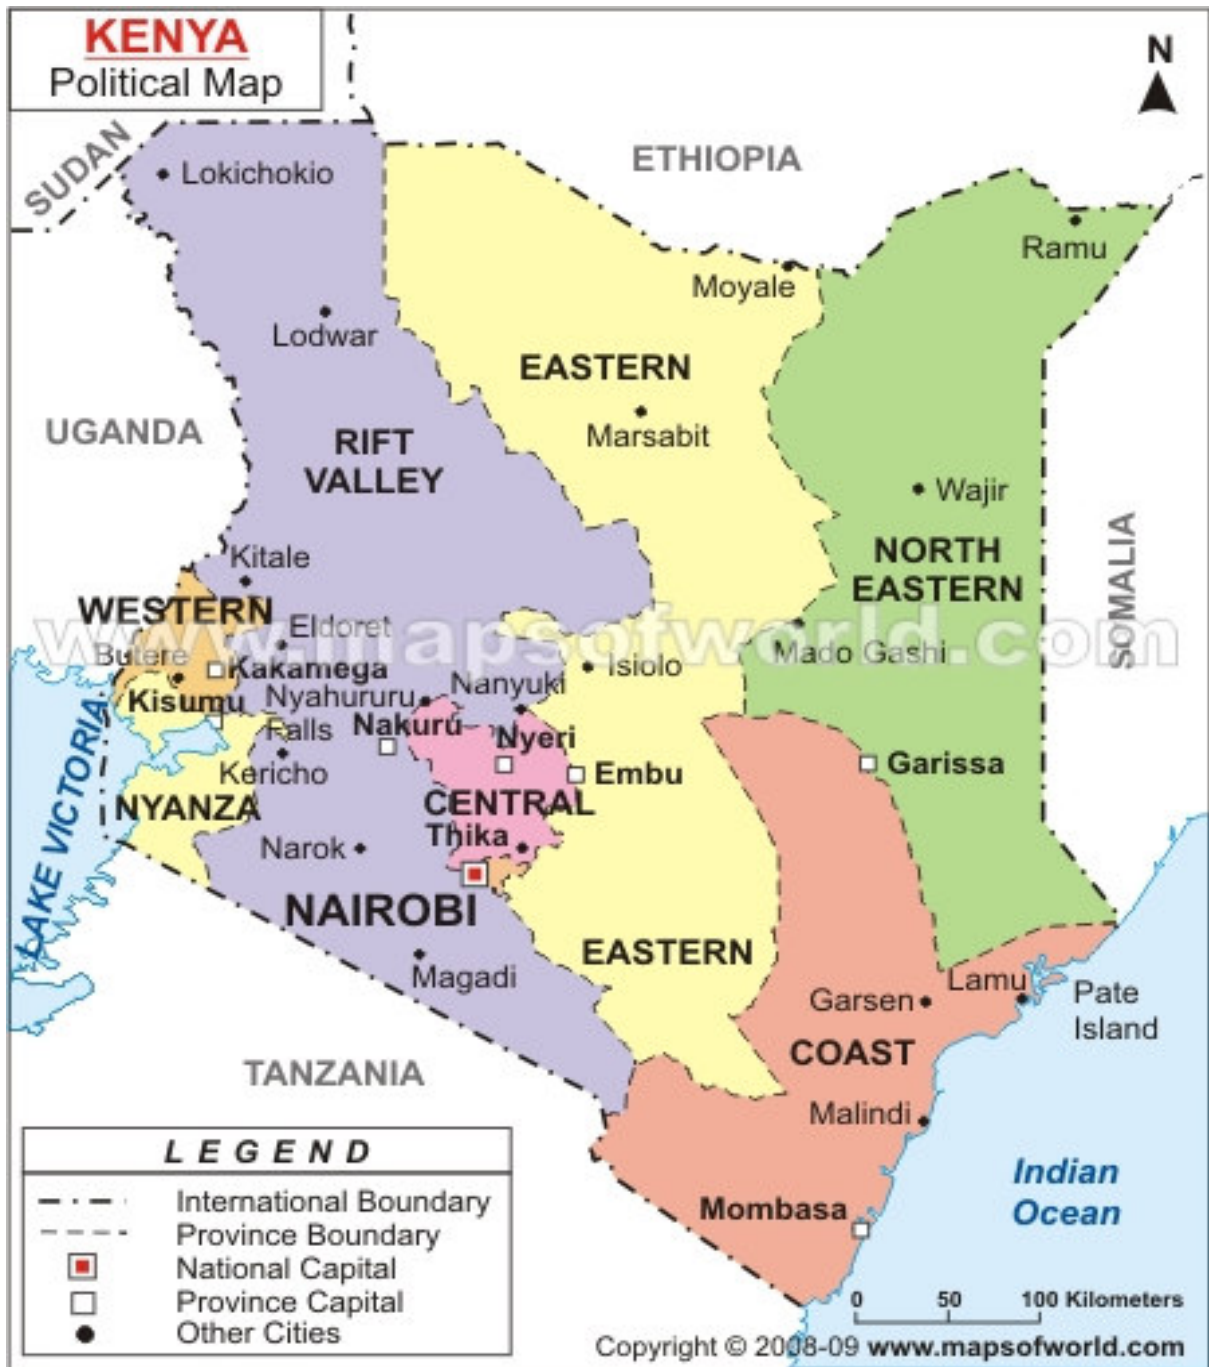 KENYA
Political Map
N
SUDAN
ETHIOPIA
Lokichokio
Ramu
Moyale
Lodwar
EASTERN
Marsabit
UGANDA
RIFT
VALLEY
Wajir
NORTH
EASTERN
SOMALIA
Kitale
WESTERN
Eldoret
www.mapsofworld.com
Butere
Kakamega
Isiolo
Mado Gashi
Kisumu
Nyahururu
Falls
Nanyuki
Nakuru
Nyeri
Kericho
Embu
Garissa
LAKE VICTORIA
NYANZA
CENTRAL
Thika
Narok
NAIROBI
EASTERN
Magadi
Garsen
Lamu
Pate
Island
COAST
TANZANIA
Malindi
Mombasa
Indian
Ocean
LEGEND
International Boundary
Province Boundary
National Capital
Province Capital
Other Cities
0 50 100 Kilometers
Copyright © 2008-09 www.mapsofworld.com